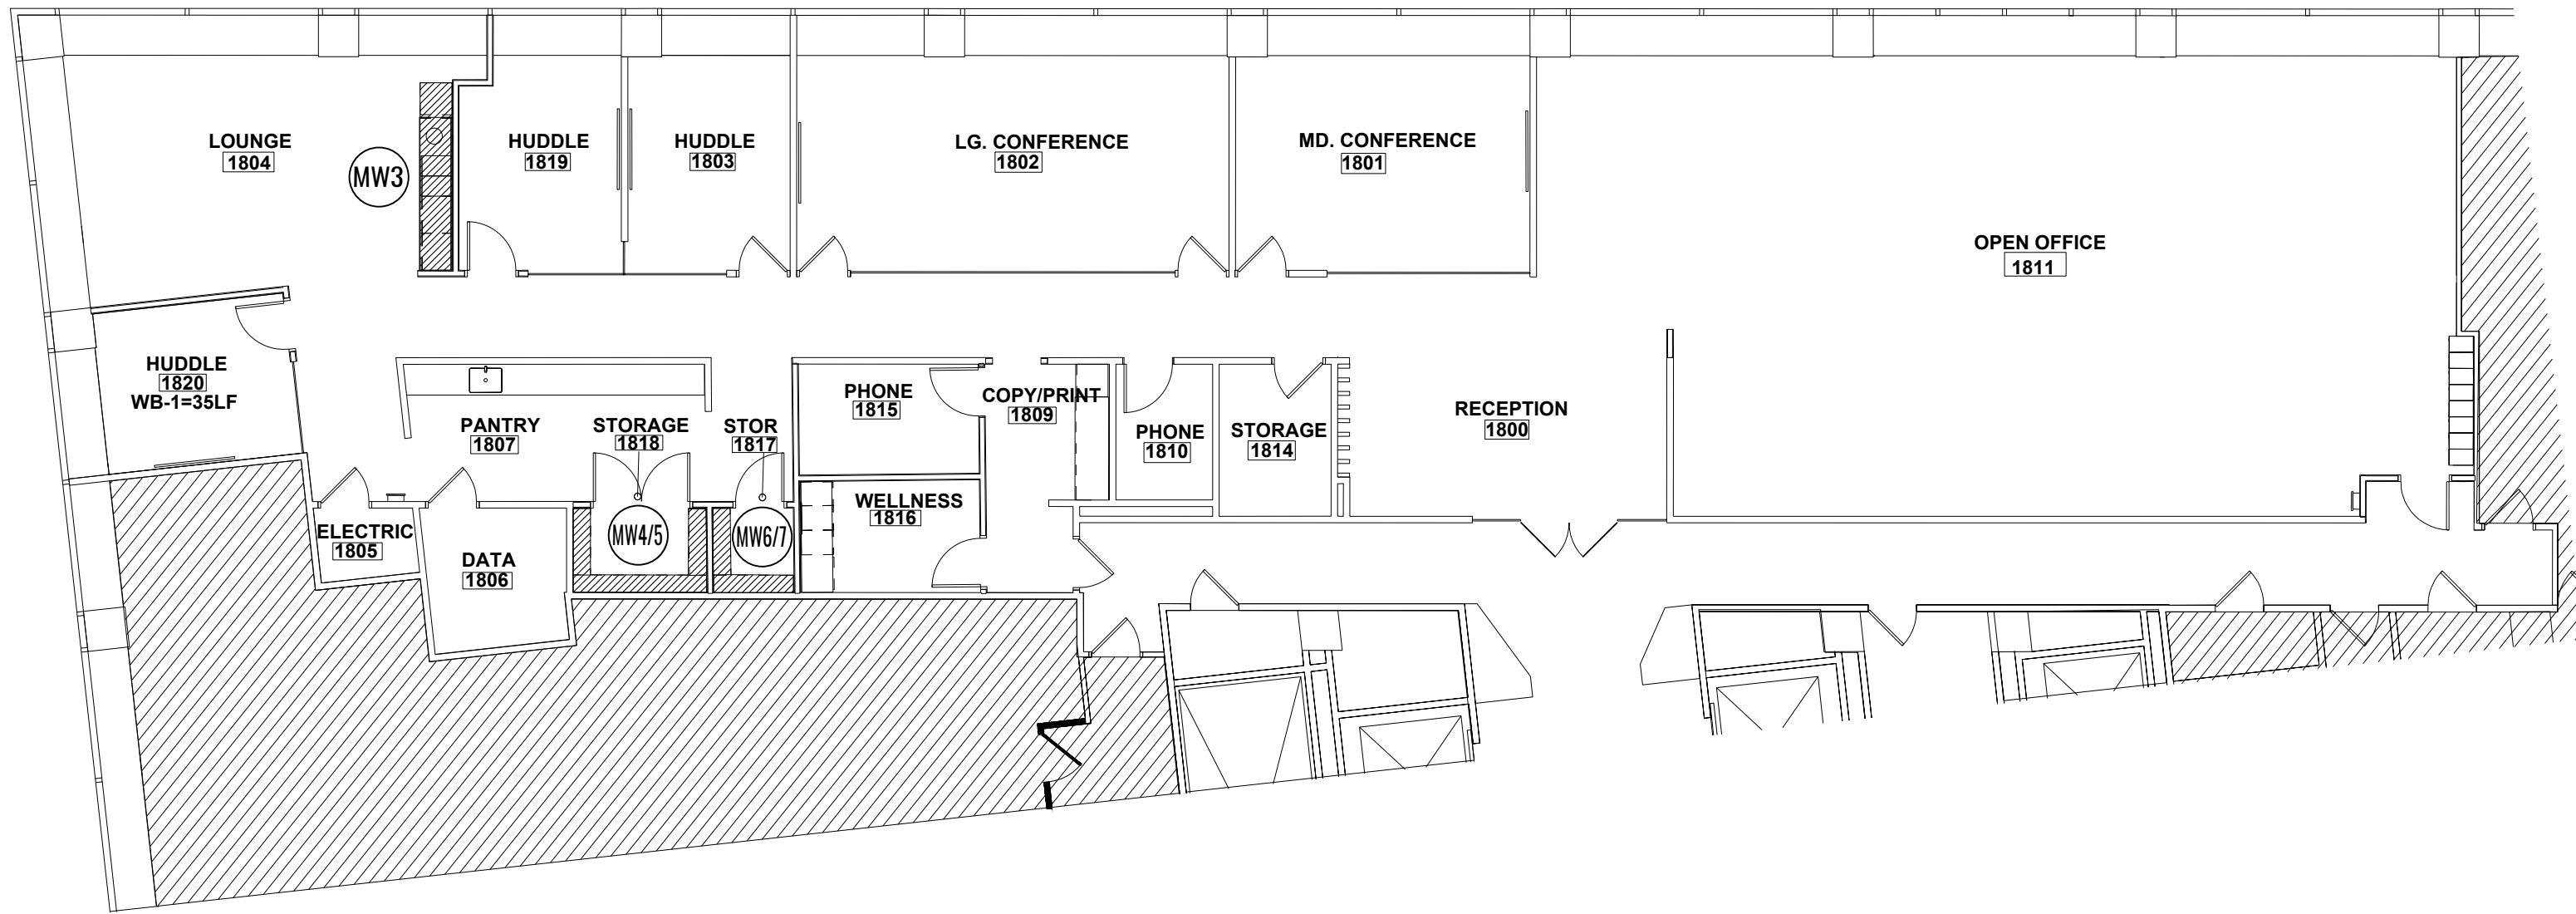 LOUNGE
1804
MW3
HUDDLE
1819
HUDDLE
1803
LG. CONFERENCE
1802
MD. CONFERENCE
1801
OPEN OFFICE
1811
HUDDLE
1820
WB-1=35LF
PANTRY
1807
STORAGE
1818
STOR
1817
PHONE
1815
COPY/PRINT
1809
PHONE
1810
STORAGE
1814
RECEPTION
1800
WELLNESS
1816
ELECTRIC
1805
DATA
1806
MW4/5
MW6/7